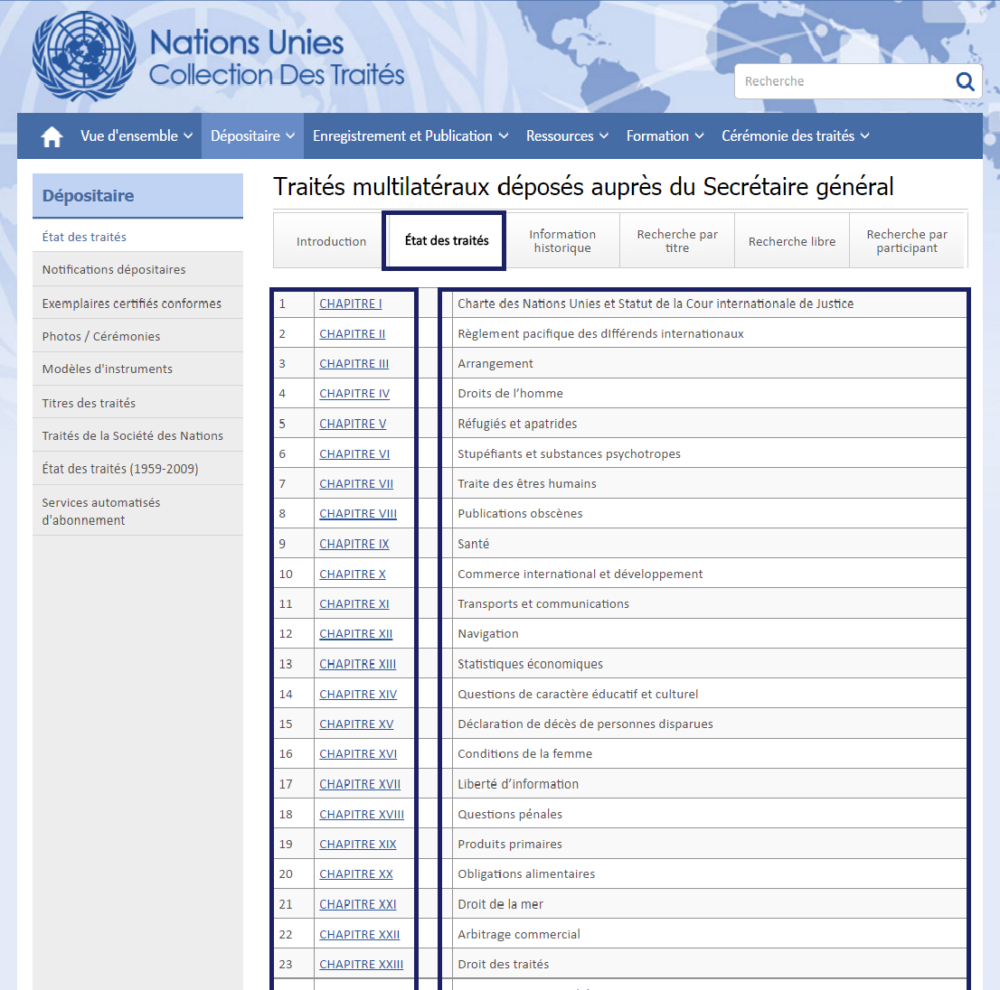 Nations Unies
Collection Des Traités
Recherche
Vue d'ensemble Dépositaire Enregistrement et Publication Ressources Formation Cérémonie des traités
Dépositaire
État des traités
Notifications dépositaires
Exemplaires certifiés conformes
Photos / Cérémonies
Modèles d'instruments
Titres des traités
Traités de la Société des Nations
État des traités (1959-2009)
Services automatisés
d'abonnement
Traités multilatéraux déposés auprès du Secrétaire général
Introduction
État des traités
Information
historique
Recherche par
titre
Recherche libre
Recherche par
participant
1 CHAPITRE I Charte des Nations Unies et Statut de la Cour internationale de Justice
2 CHAPITRE II Règlement pacifique des dIfférends internationaux
3 CHAPITRE III Arrangement
4 CHAPITRE IV Droits de l’homme
5 CHAPITRE V Réfugiés et apatrides
6 CHAPITRE VI Stupéfiants et substances psychotropes
7 CHAPITRE VII Traite des êtres humains
8 CHAPITRE VIII Publications obscènes
9 CHAPITRE IX Santé
10 CHAPITRE X Commerce international et développement
11 CHAPITRE XI Transports et communications
12 CHAPITRE XII Navigation
13 CHAPITRE XIII Statistiques économiques
14 CHAPITRE XIV Questions de caractère éducatif et culturel
15 CHAPITRE XV Déclaration de décès de personnes disparues
16 CHAPITRE XVI Conditions de la femme
17 CHAPITRE XVII Liberté d’information
18 CHAPITRE XVIII Questions pénales
19 CHAPITRE XIX Produits primaires
20 CHAPITRE XX Obligations alimentaires
21 CHAPITRE XXI Droit de la mer
22 CHAPITRE XXII Arbitrage commercial
23 CHAPITRE XXIII Droit des traités